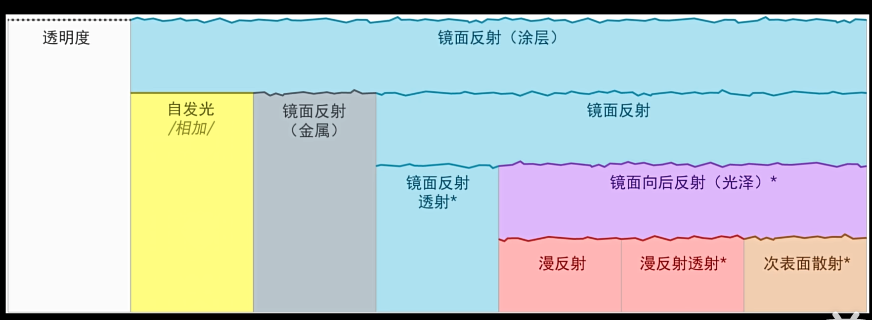 透明度
镜面反射（涂层）
自发光
/相加/
镜面反射
（金属）
镜面反射
镜面反射
透射*
镜面向后反射（光泽）*
漫反射
漫反射透射*
次表面散射*